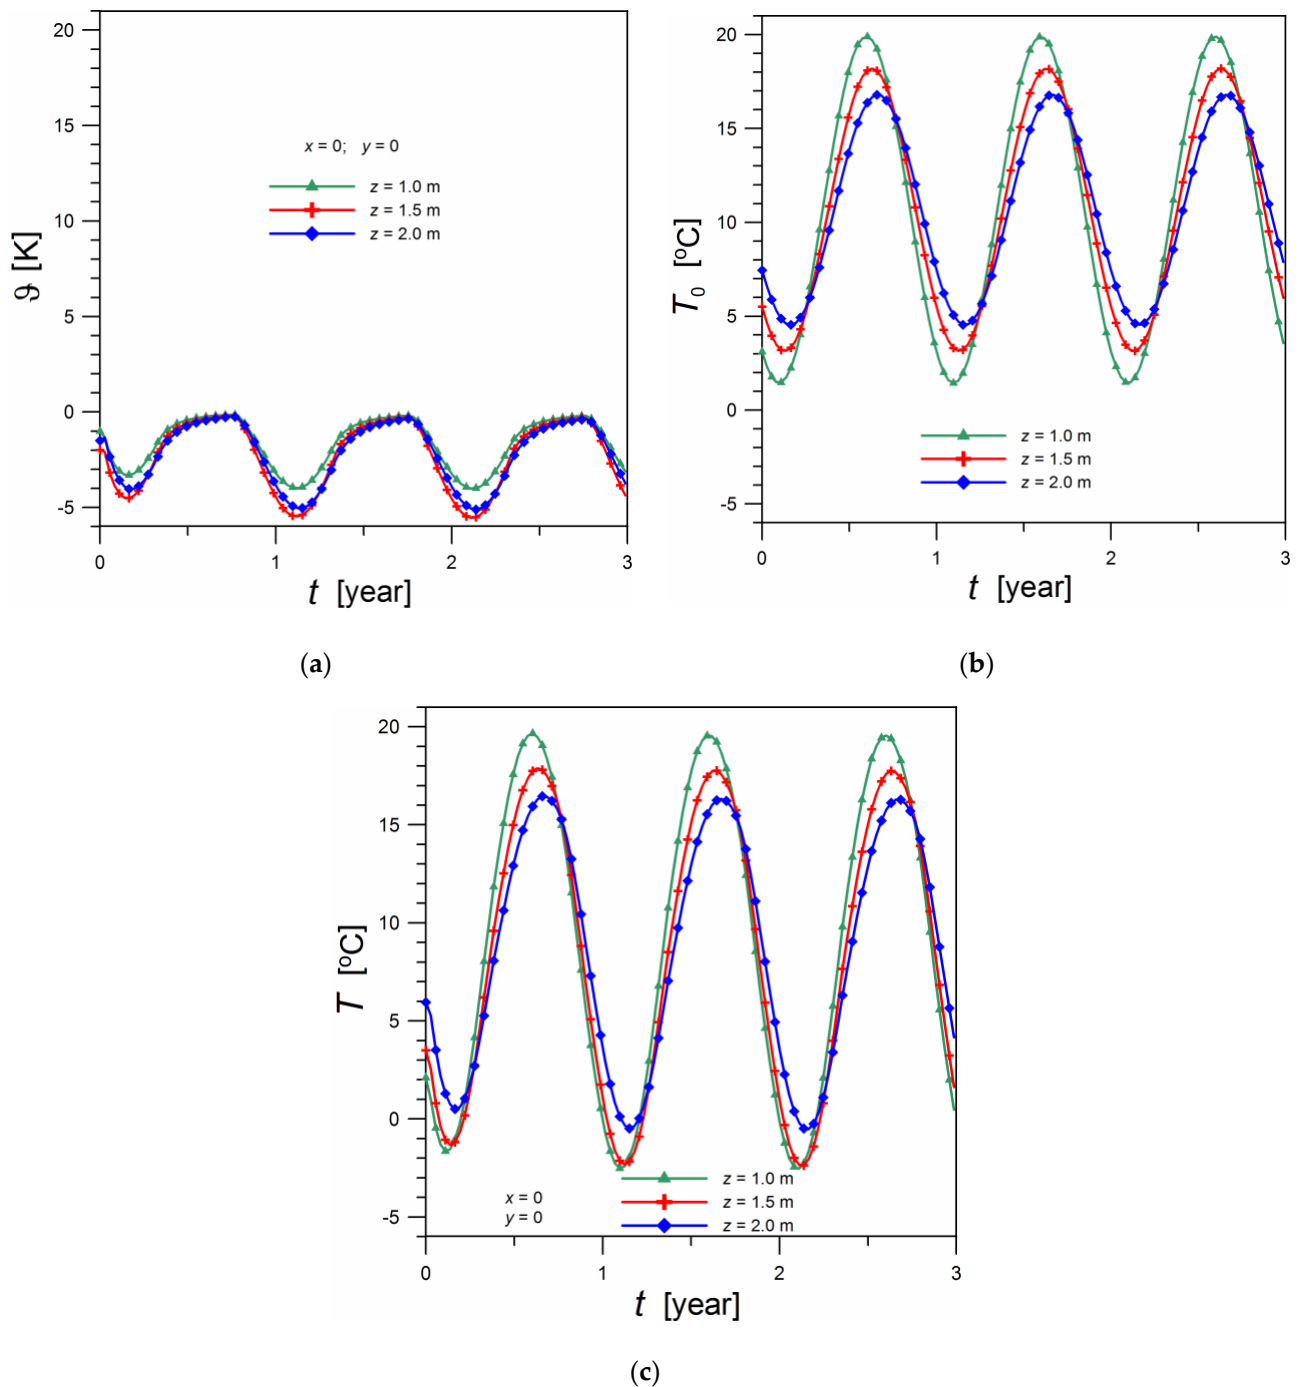 20
15
10
5
0
-5
ϑ [K]
x = 0; y = 0
z = 1.0 m
z = 1.5 m
z = 2.0 m
0 1 2 3
t [year]
(a)
20
15
10
5
0
-5
T0 [oC]
z = 1.0 m
z = 1.5 m
z = 2.0 m
0 1 2 3
t [year]
(b)
20
15
10
5
0
-5
T [oC]
x = 0
y = 0
z = 1.0 m
z = 1.5 m
z = 2.0 m
0 1 2 3
t [year]
(c)